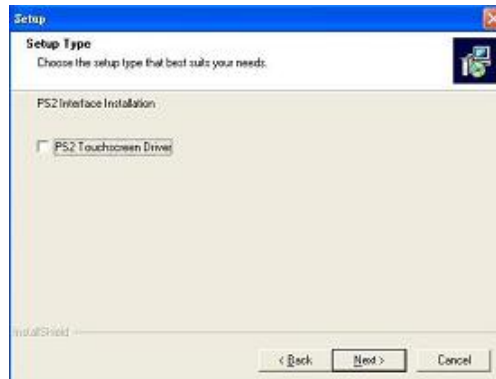 Setup
Setup Type
Choose the setup type that best suits your needs.
PS2 Interface Installation
PS2 Touchscreen Driver
InstallShield
< Back
Next >
Cancel